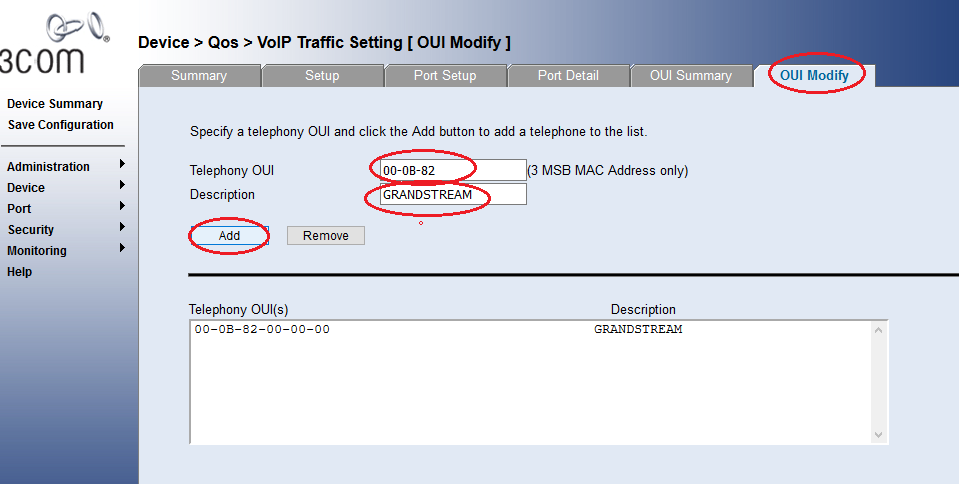 3COM ®
Device > Qos > VoIP Traffic Setting [ OUI Modify ]
Summary Setup Port Setup Port Detail OUI Summary OUI Modify
Device Summary
Save Configuration
Administration
Device
Port
Security
Monitoring
Help
Specify a telephony OUI and click the Add button to add a telephone to the list.
Telephony OUI 00-0B-82 (3 MSB MAC Address only)
Description GRANDSTREAM
Add Remove
Telephony OUI(s) Description
00-0B-82-00-00-00 GRANDSTREAM